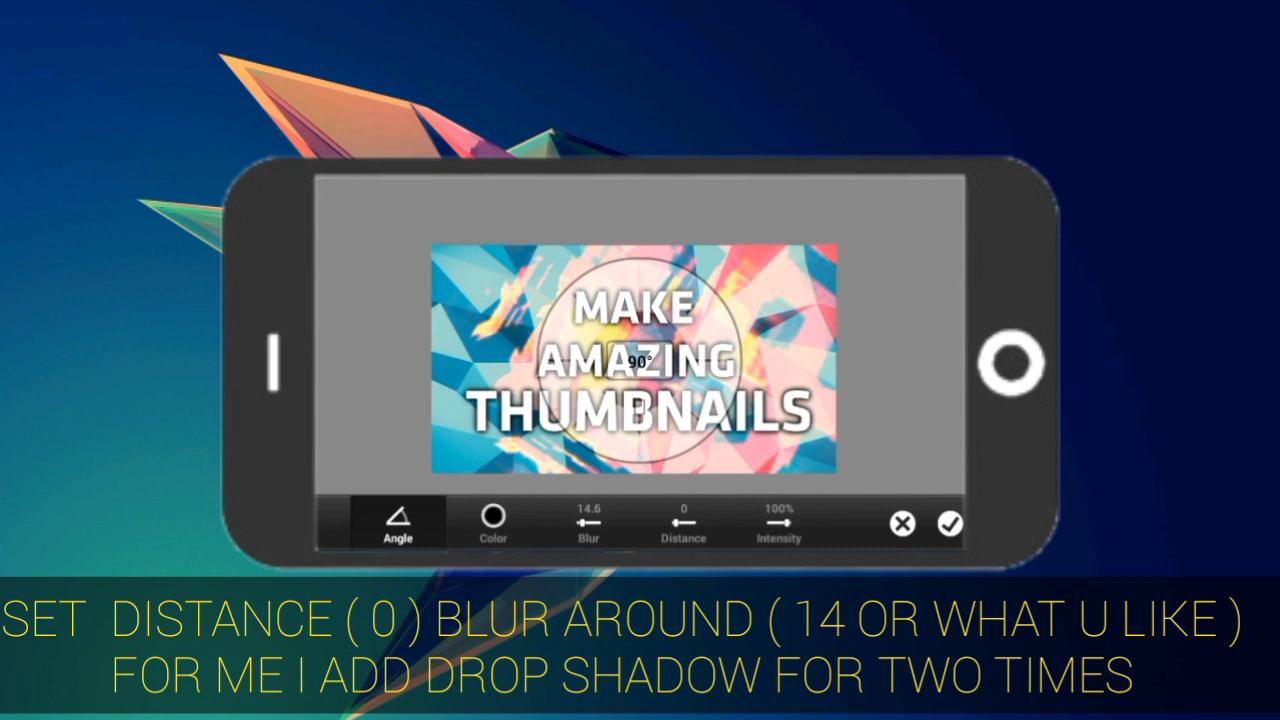 MAKE
AMAZING
90°
THUMBNAILS
14.6 0 100%
Angle Color Blur Distance Intensity
SET DISTANCE ( 0 ) BLUR AROUND ( 14 OR WHAT U LIKE )
FOR ME I ADD DROP SHADOW FOR TWO TIMES